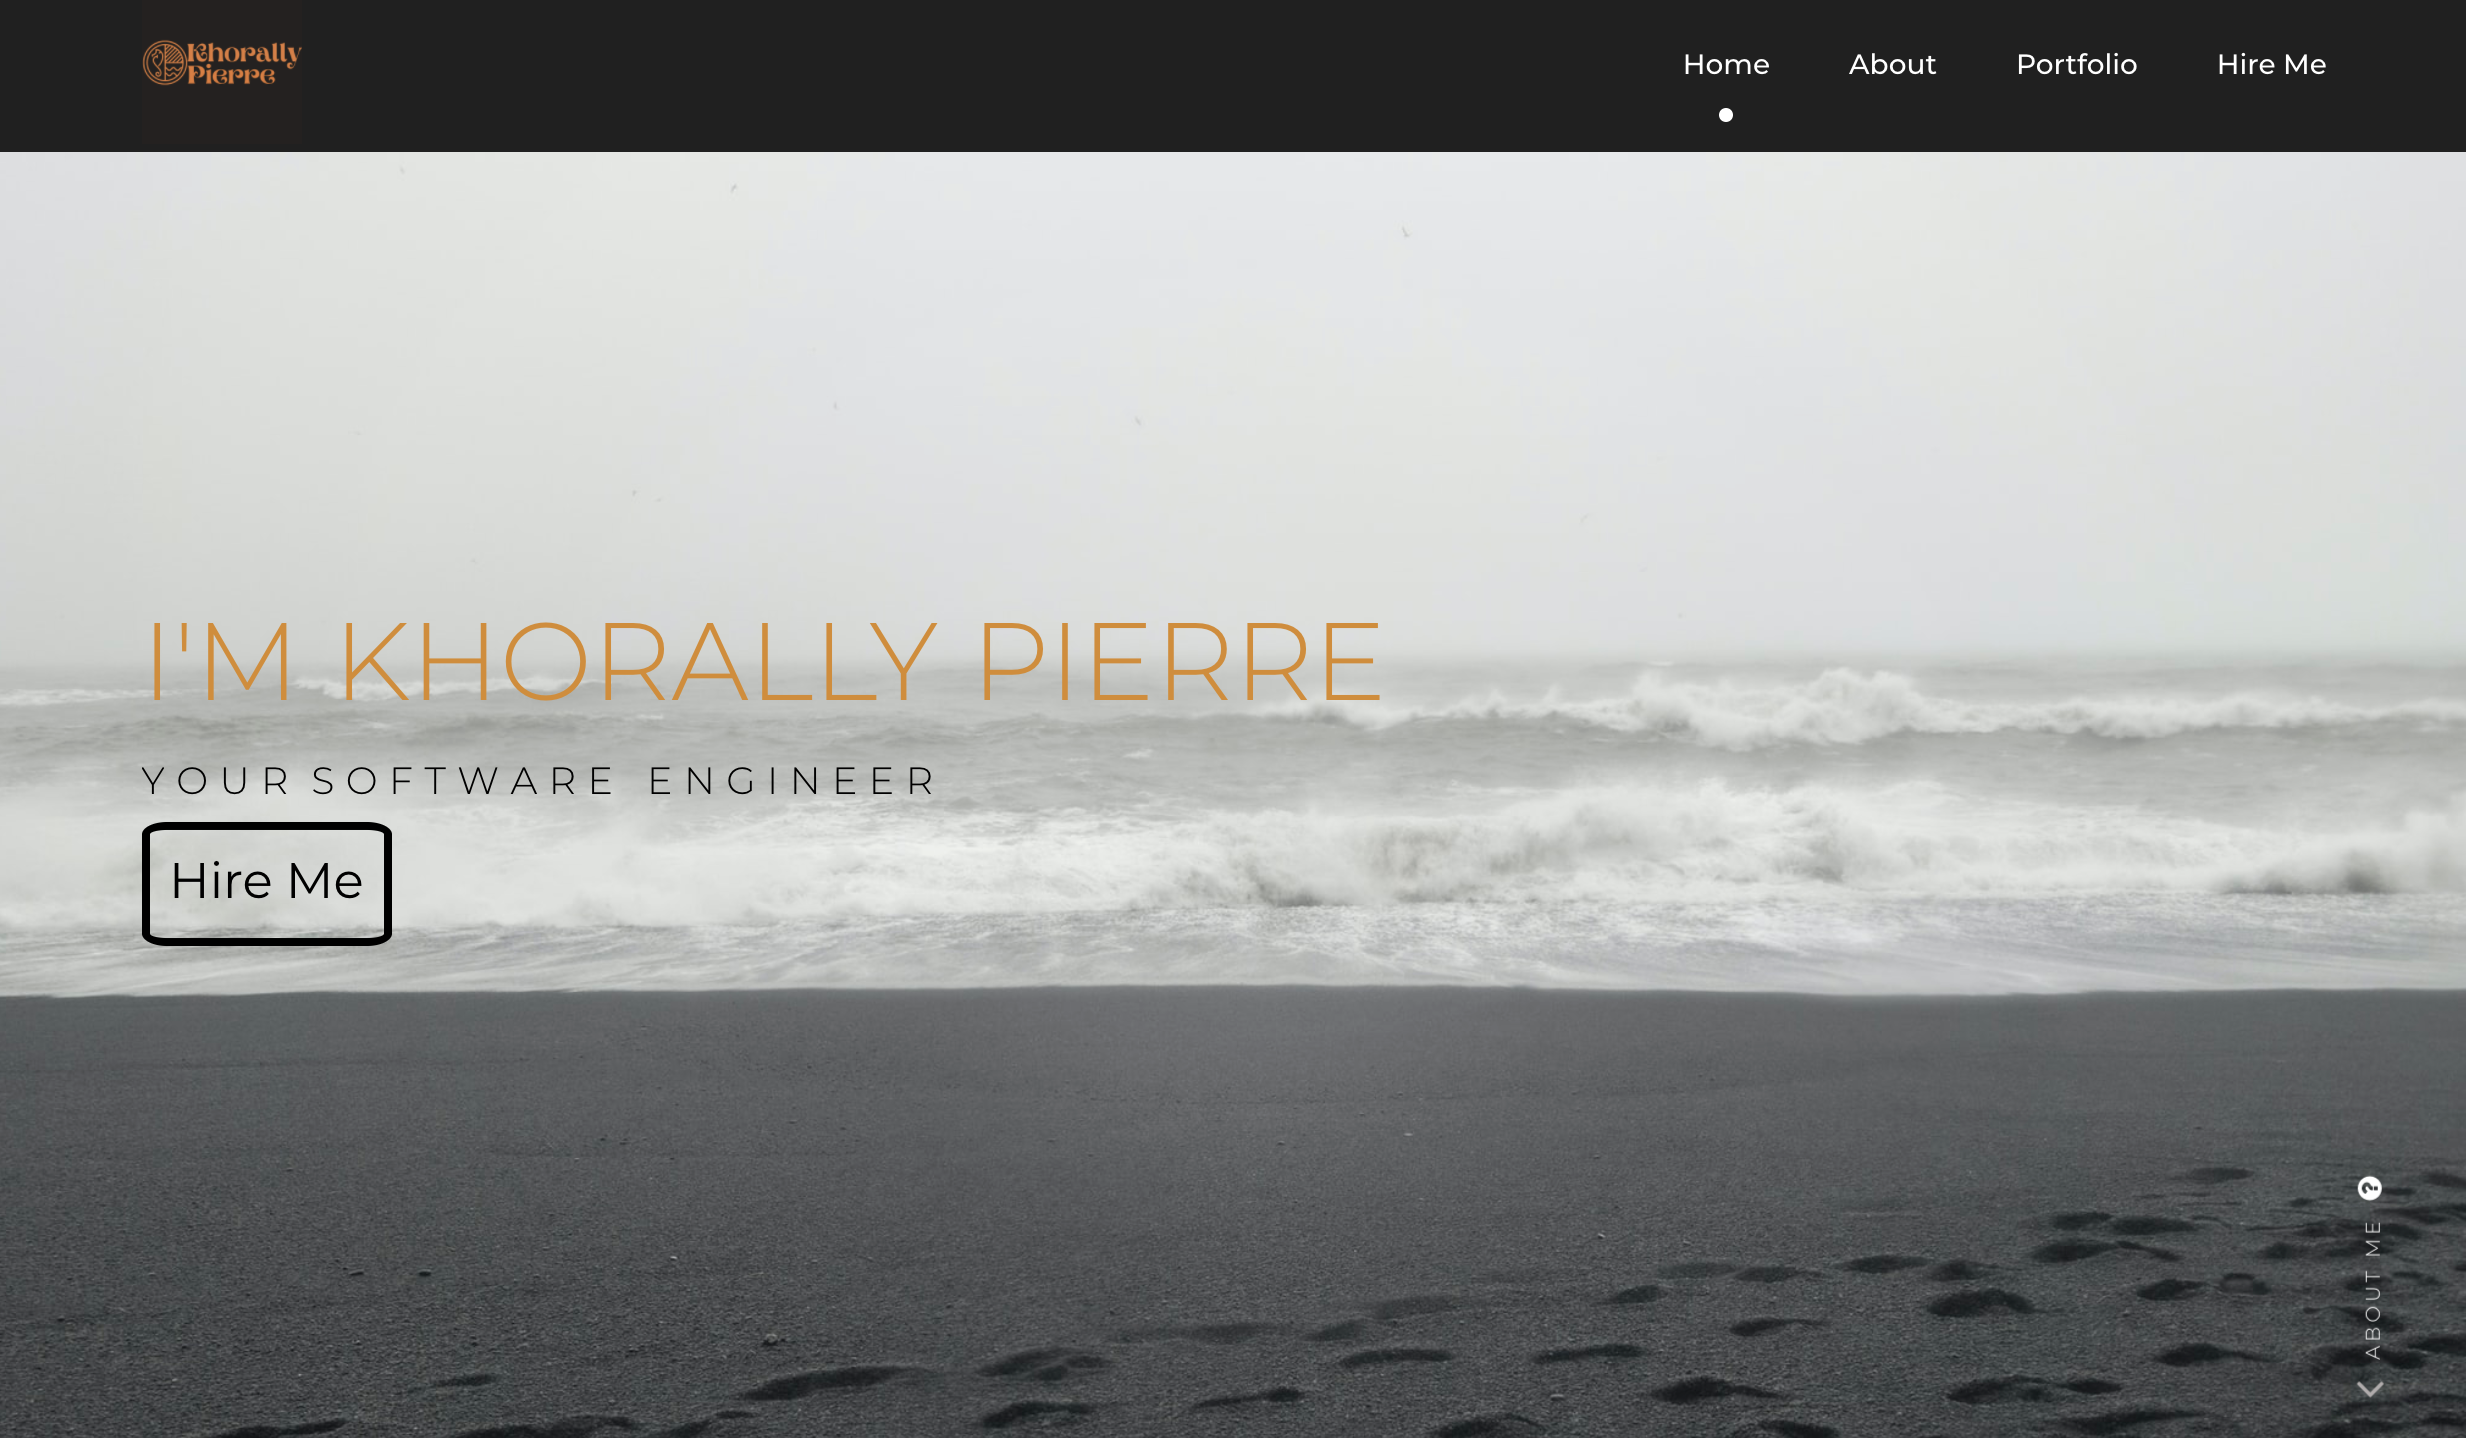 Khorally
Pierre
Home About Portfolio Hire Me
I'M KHORALLY PIERRE
YOUR SOFTWARE ENGINEER
Hire Me
ABOUT ME ?